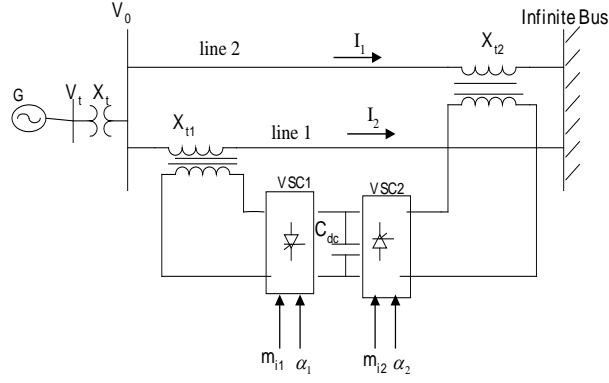 V0
Infinite Bus
line 2
I1
Xt2
G
Vt
Xt
Xt1
line 1
I2
VSC1
VSC2
Cdc
mi1
α1
mi2
α2